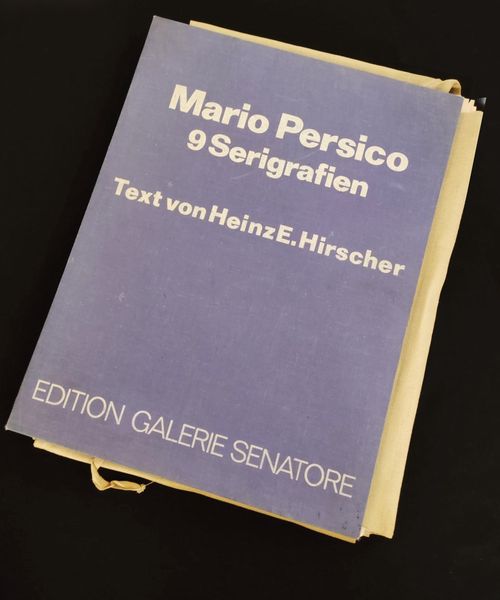 Mario Persico
9 Serigrafien
Text von Heinz E. Hirscher
EDITION GALERIE SENATORE